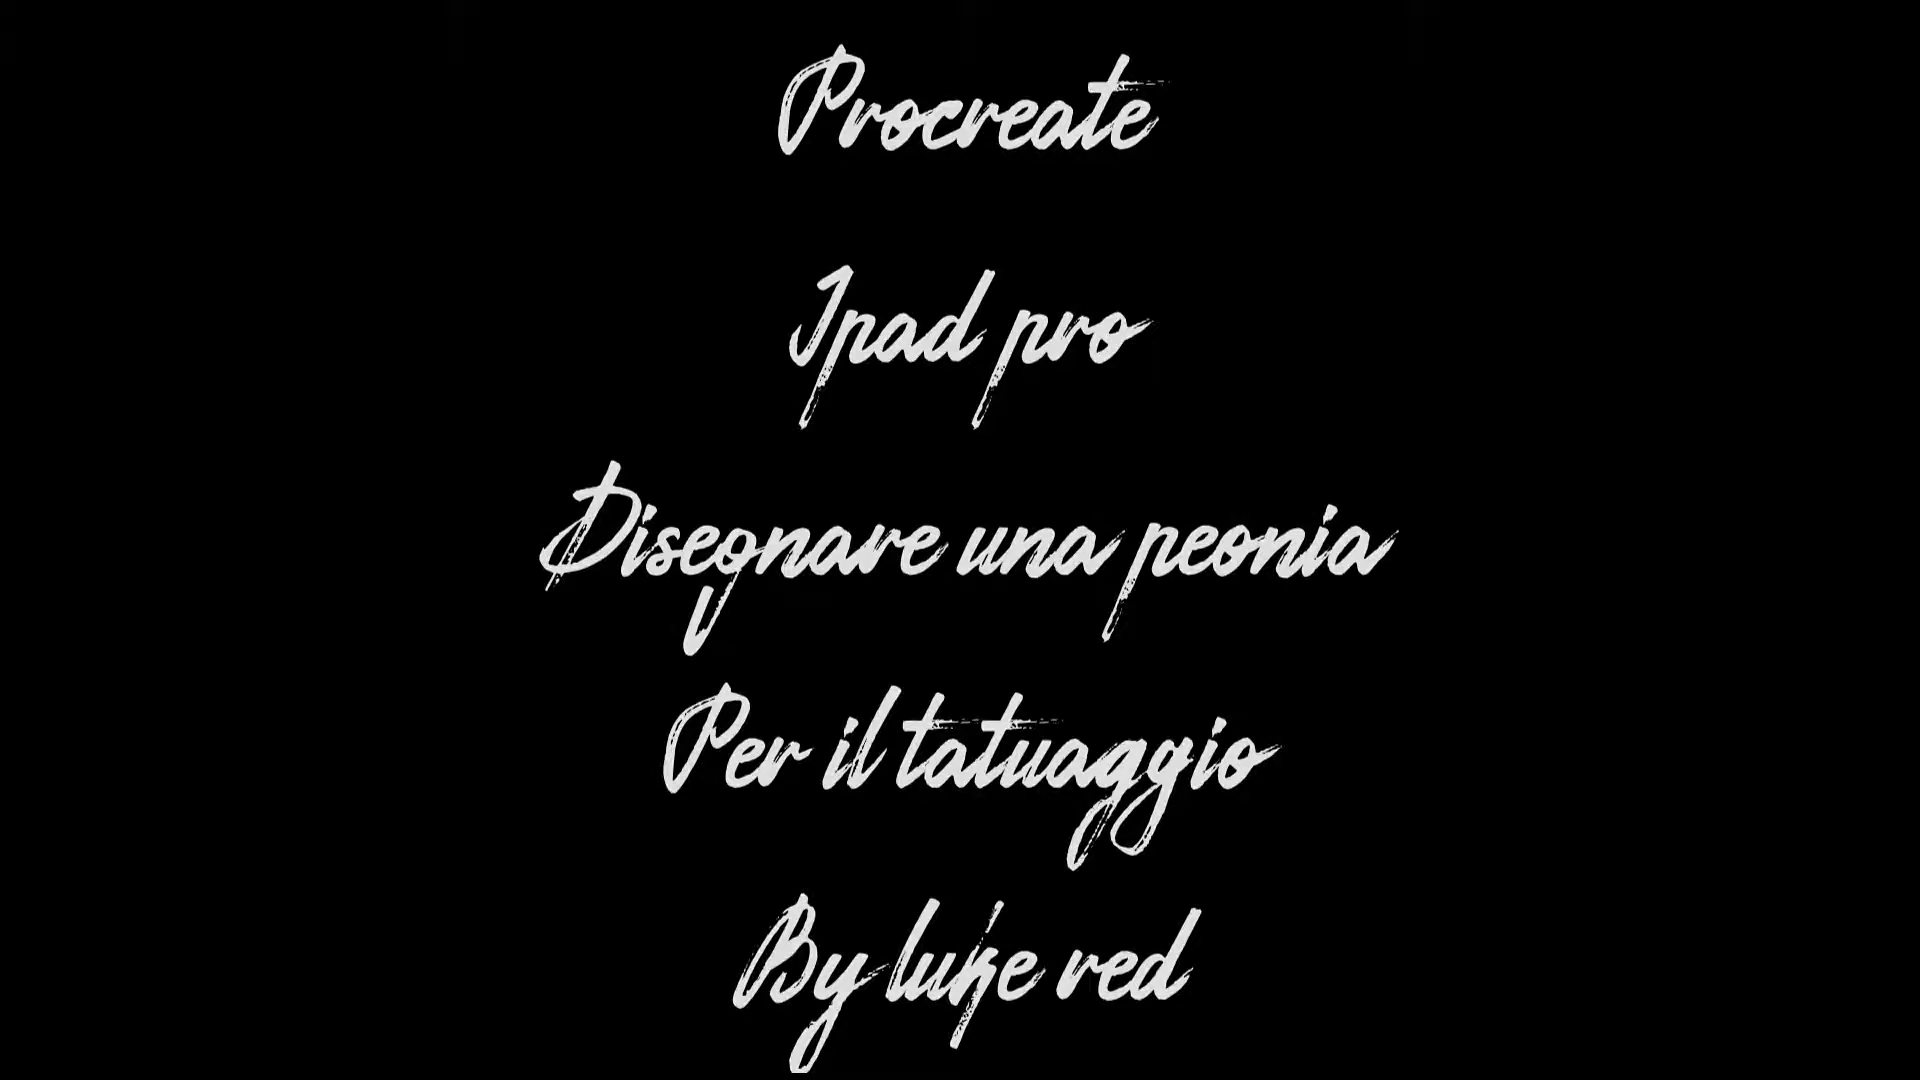 Procreate
Ipad pro
Disegnare una peonia
Per il tatuaggio
By luke red